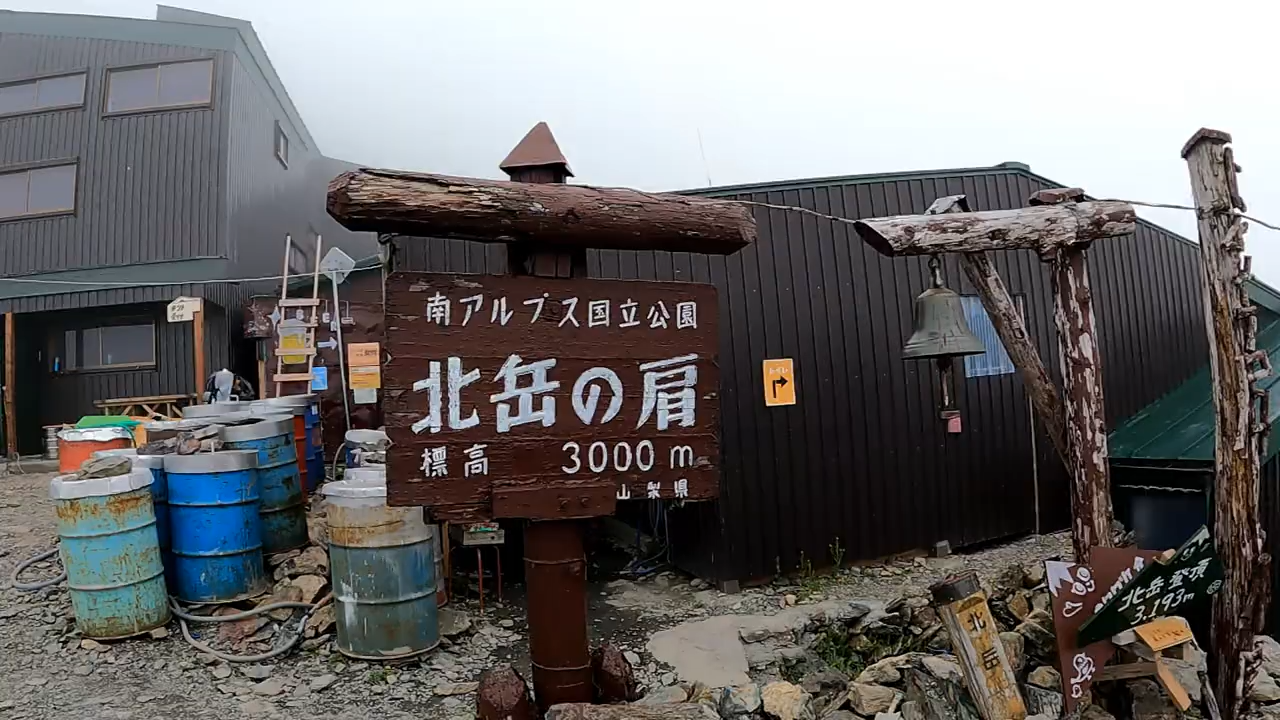 南アルプス国立公園
北岳の肩
標高 3000m
山梨県
北岳
北岳登頂
3,193m